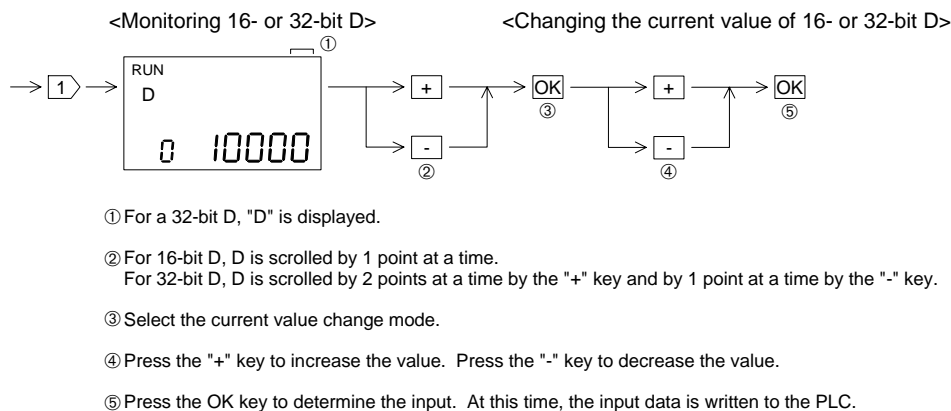 <Monitoring 16- or 32-bit D> <Changing the current value of 16- or 32-bit D>
①
1 RUN + OK + OK
D
③ ⑤
0 10000 - -
② ④
① For a 32-bit D, "D" is displayed.
② For 16-bit D, D is scrolled by 1 point at a time.
For 32-bit D, D is scrolled by 2 points at a time by the "+" key and by 1 point at a time by the "-" key.
③ Select the current value change mode.
④ Press the "+" key to increase the value. Press the "-" key to decrease the value.
⑤ Press the OK key to determine the input. At this time, the input data is written to the PLC.